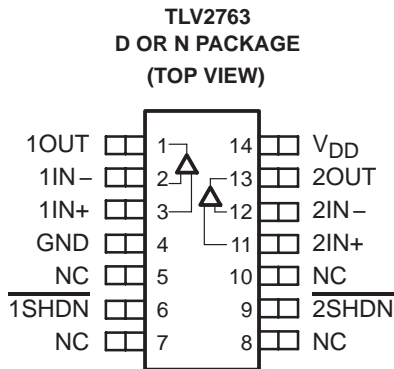 TLV2763
D OR N PACKAGE
(TOP VIEW)
1OUT 1 14 VDD
1IN− 2 13 2OUT
1IN+ 3 12 2IN−
GND 4 11 2IN+
NC 5 10 NC
1SHDN 6 9 2SHDN
NC 7 8 NC